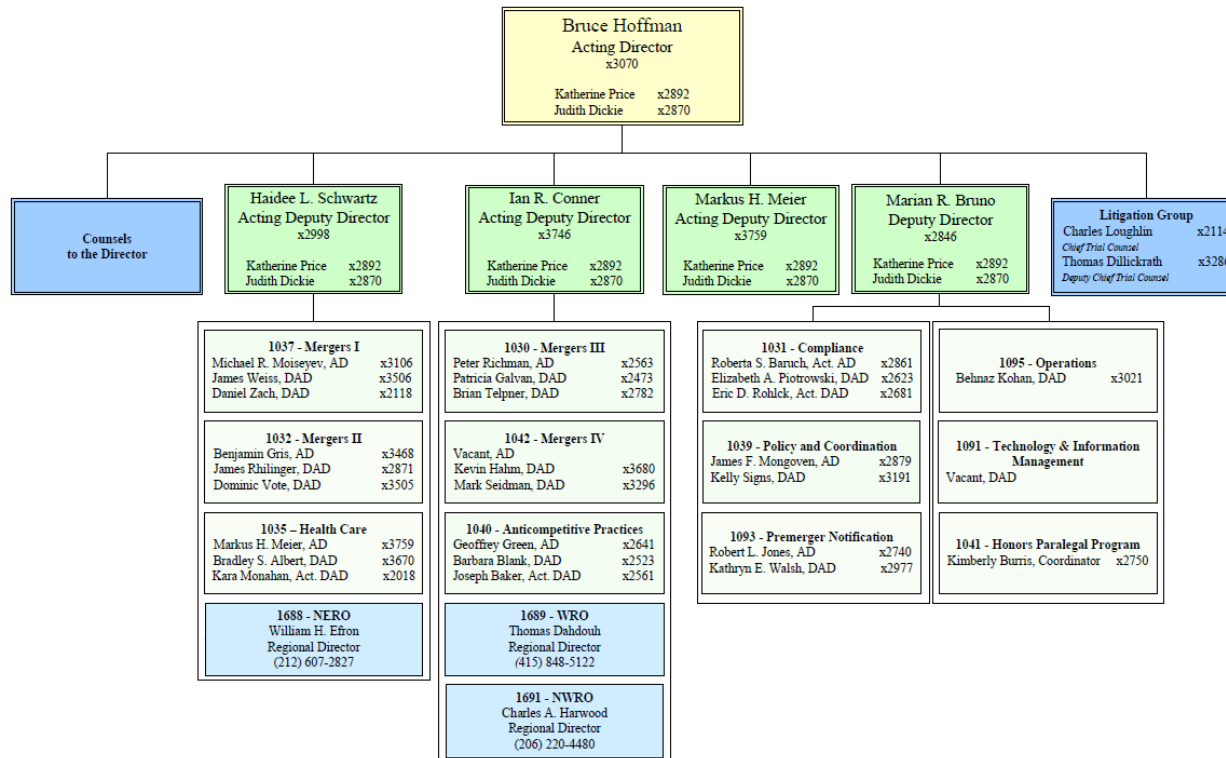 Bruce Hoffman
Acting Director
x3070
Katherine Price x2892
Judith Dickie x2870
Counsels
to the Director
Haidee L. Schwartz
Acting Deputy Director
x2998
Katherine Price x2892
Judith Dickie x2870
Ian R. Conner
Acting Deputy Director
x3746
Katherine Price x2892
Judith Dickie x2870
Markus H. Meier
Acting Deputy Director
x3759
Katherine Price x2892
Judith Dickie x2870
Marian R. Bruno
Deputy Director
x2846
Katherine Price x2892
Judith Dickie x2870
Litigation Group
Charles Loughlin x2114
Chief Trial Counsel
Thomas Dillickrath x3286
Deputy Chief Trial Counsel
1037 - Mergers I
Michael R. Moiseyev, AD x3106
James Weiss, DAD x3506
Daniel Zach, DAD x2118
1032 - Mergers II
Benjamin Gris, AD x3468
James Rhilinger, DAD x2871
Dominic Vote, DAD x3505
1035 – Health Care
Markus H. Meier, AD x3759
Bradley S. Albert, DAD x3670
Kara Monahan, Act. DAD x2018
1688 - NERO
William H. Efron
Regional Director
(212) 607-2827
1030 - Mergers III
Peter Richman, AD x2563
Patricia Galvan, DAD x2473
Brian Telpner, DAD x2782
1042 - Mergers IV
Vacant, AD
Kevin Hahm, DAD x3680
Mark Seidman, DAD x3296
1040 - Anticompetitive Practices
Geoffrey Green, AD x2641
Barbara Blank, DAD x2523
Joseph Baker, Act. DAD x2561
1689 - WRO
Thomas Dahdouh
Regional Director
(415) 848-5122
1691 - NWRO
Charles A. Harwood
Regional Director
(206) 220-4480
1031 - Compliance
Roberta S. Baruch, Act. AD x2861
Elizabeth A. Piotrowski, DAD x2623
Eric D. Rohlck, Act. DAD x2681
1039 - Policy and Coordination
James F. Mongoven, AD x2879
Kelly Signs, DAD x3191
1093 - Premerger Notification
Robert L. Jones, AD x2740
Kathryn E. Walsh, DAD x2977
1095 - Operations
Behnaz Kohan, DAD x3021
1091 - Technology & Information
Management
Vacant, DAD
1041 - Honors Paralegal Program
Kimberly Burris, Coordinator x2750